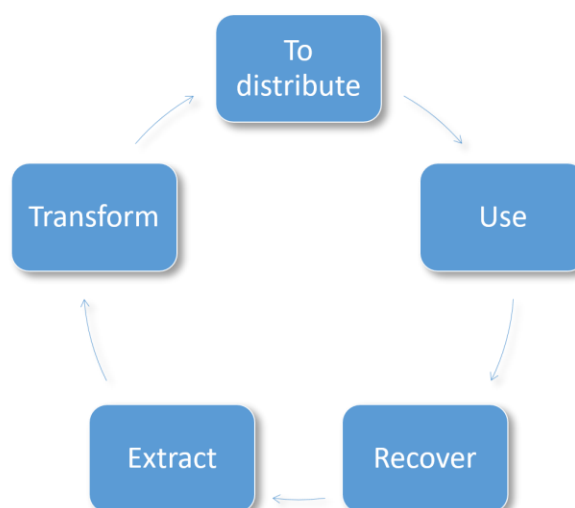 To
distribute
Transform
Use
Extract
Recover